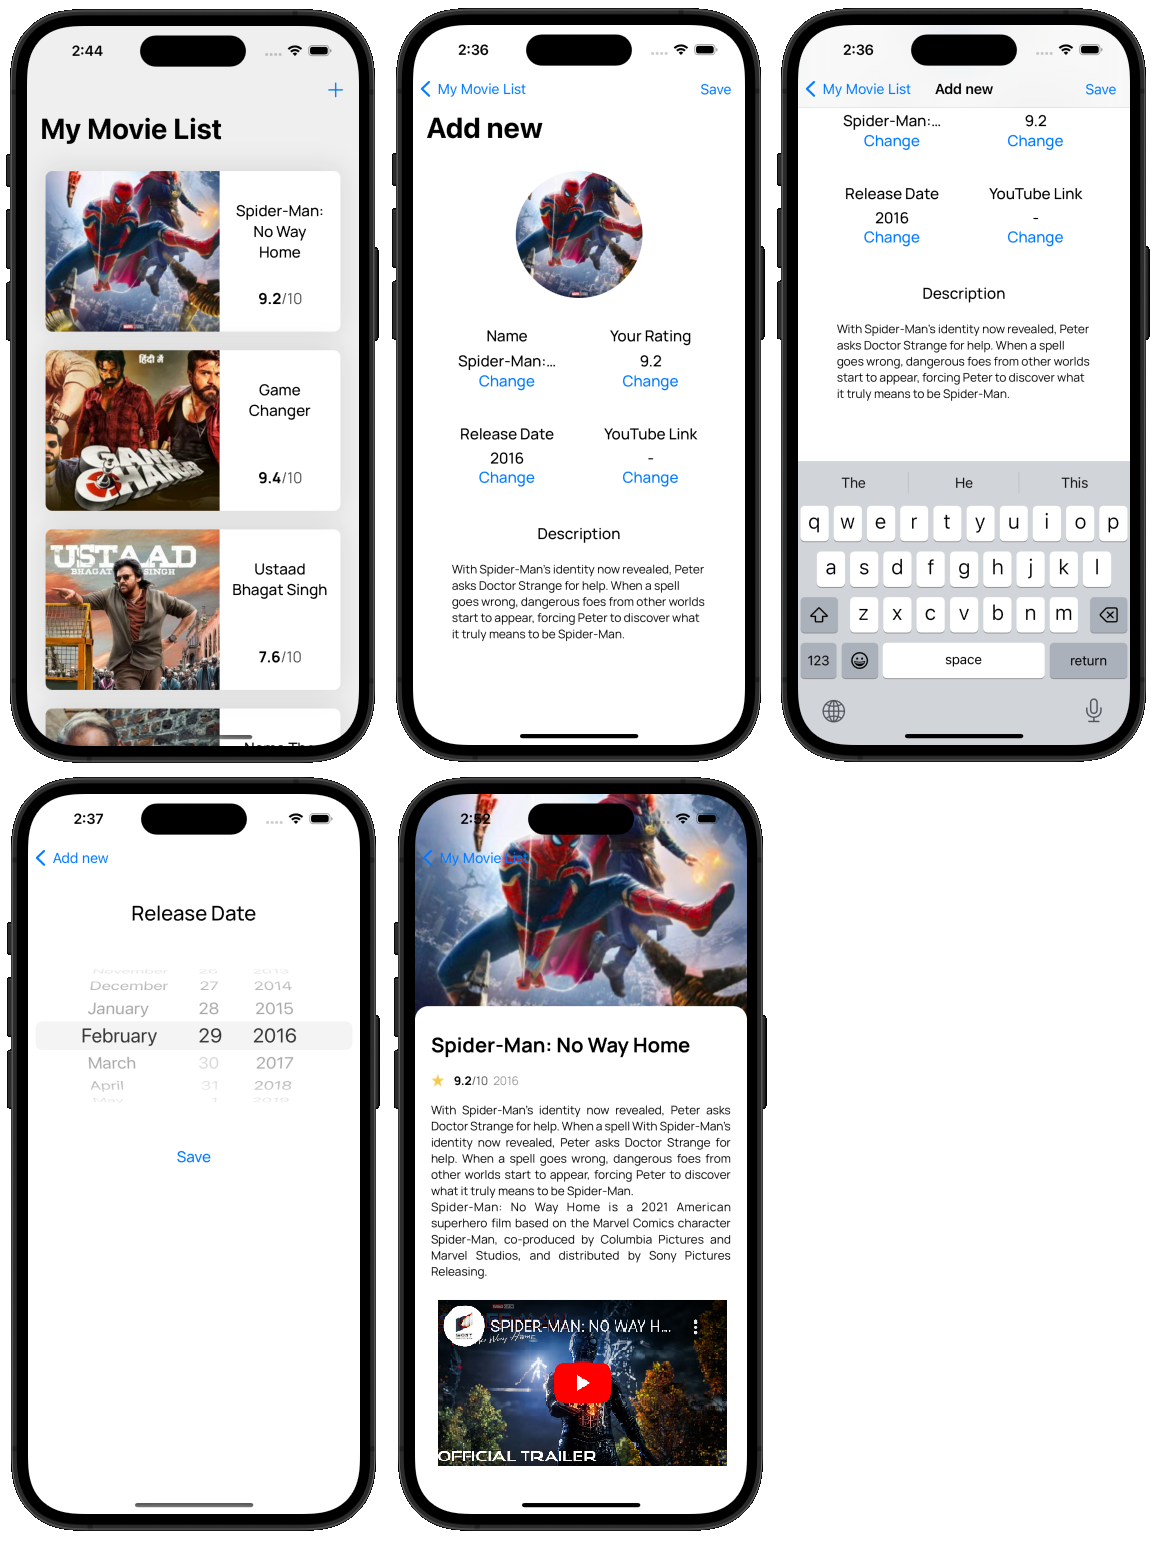 2:44
My Movie List
Spider-Man:
No Way
Home
9.2/10
हिंदी में
GAME
CHANGER
Game
Changer
9.4/10
USTAAD
BHAGAT SINGH
Ustaad
Bhagat Singh
7.6/10
2:36
My Movie List
Save
Add new
Name
Your Rating
Spider-Man:...
9.2
Change
Change
Release Date
YouTube Link
2016
-
Change
Change
Description
With Spider-Man's identity now revealed, Peter
asks Doctor Strange for help. When a spell
goes wrong, dangerous foes from other worlds
start to appear, forcing Peter to discover what
it truly means to be Spider-Man.
2:36
My Movie List
Add new
Save
Spider-Man:...
9.2
Change
Change
Release Date
YouTube Link
2016
-
Change
Change
Description
With Spider-Man's identity now revealed, Peter
asks Doctor Strange for help. When a spell
goes wrong, dangerous foes from other worlds
start to appear, forcing Peter to discover what
it truly means to be Spider-Man.
The He This
q w e r t y u i o p
a s d f g h j k l
z x c v b n m
123 space return
2:37
Add new
Release Date
November 26 2013
December 27 2014
January 28 2015
February 29 2016
March 30 2017
April 31 2018
May 1 2019
Save
2:52
My Movie List
Spider-Man: No Way Home
9.2/10 2016
With Spider-Man's identity now revealed, Peter asks
Doctor Strange for help. When a spell With Spider-Man's
identity now revealed, Peter asks Doctor Strange for
help. When a spell goes wrong, dangerous foes from
other worlds start to appear, forcing Peter to discover
what it truly means to be Spider-Man.
Spider-Man: No Way Home is a 2021 American
superhero film based on the Marvel Comics character
Spider-Man, co-produced by Columbia Pictures and
Marvel Studios, and distributed by Sony Pictures
Releasing.
SPIDER-MAN: NO WAY H...
OFFICIAL TRAILER